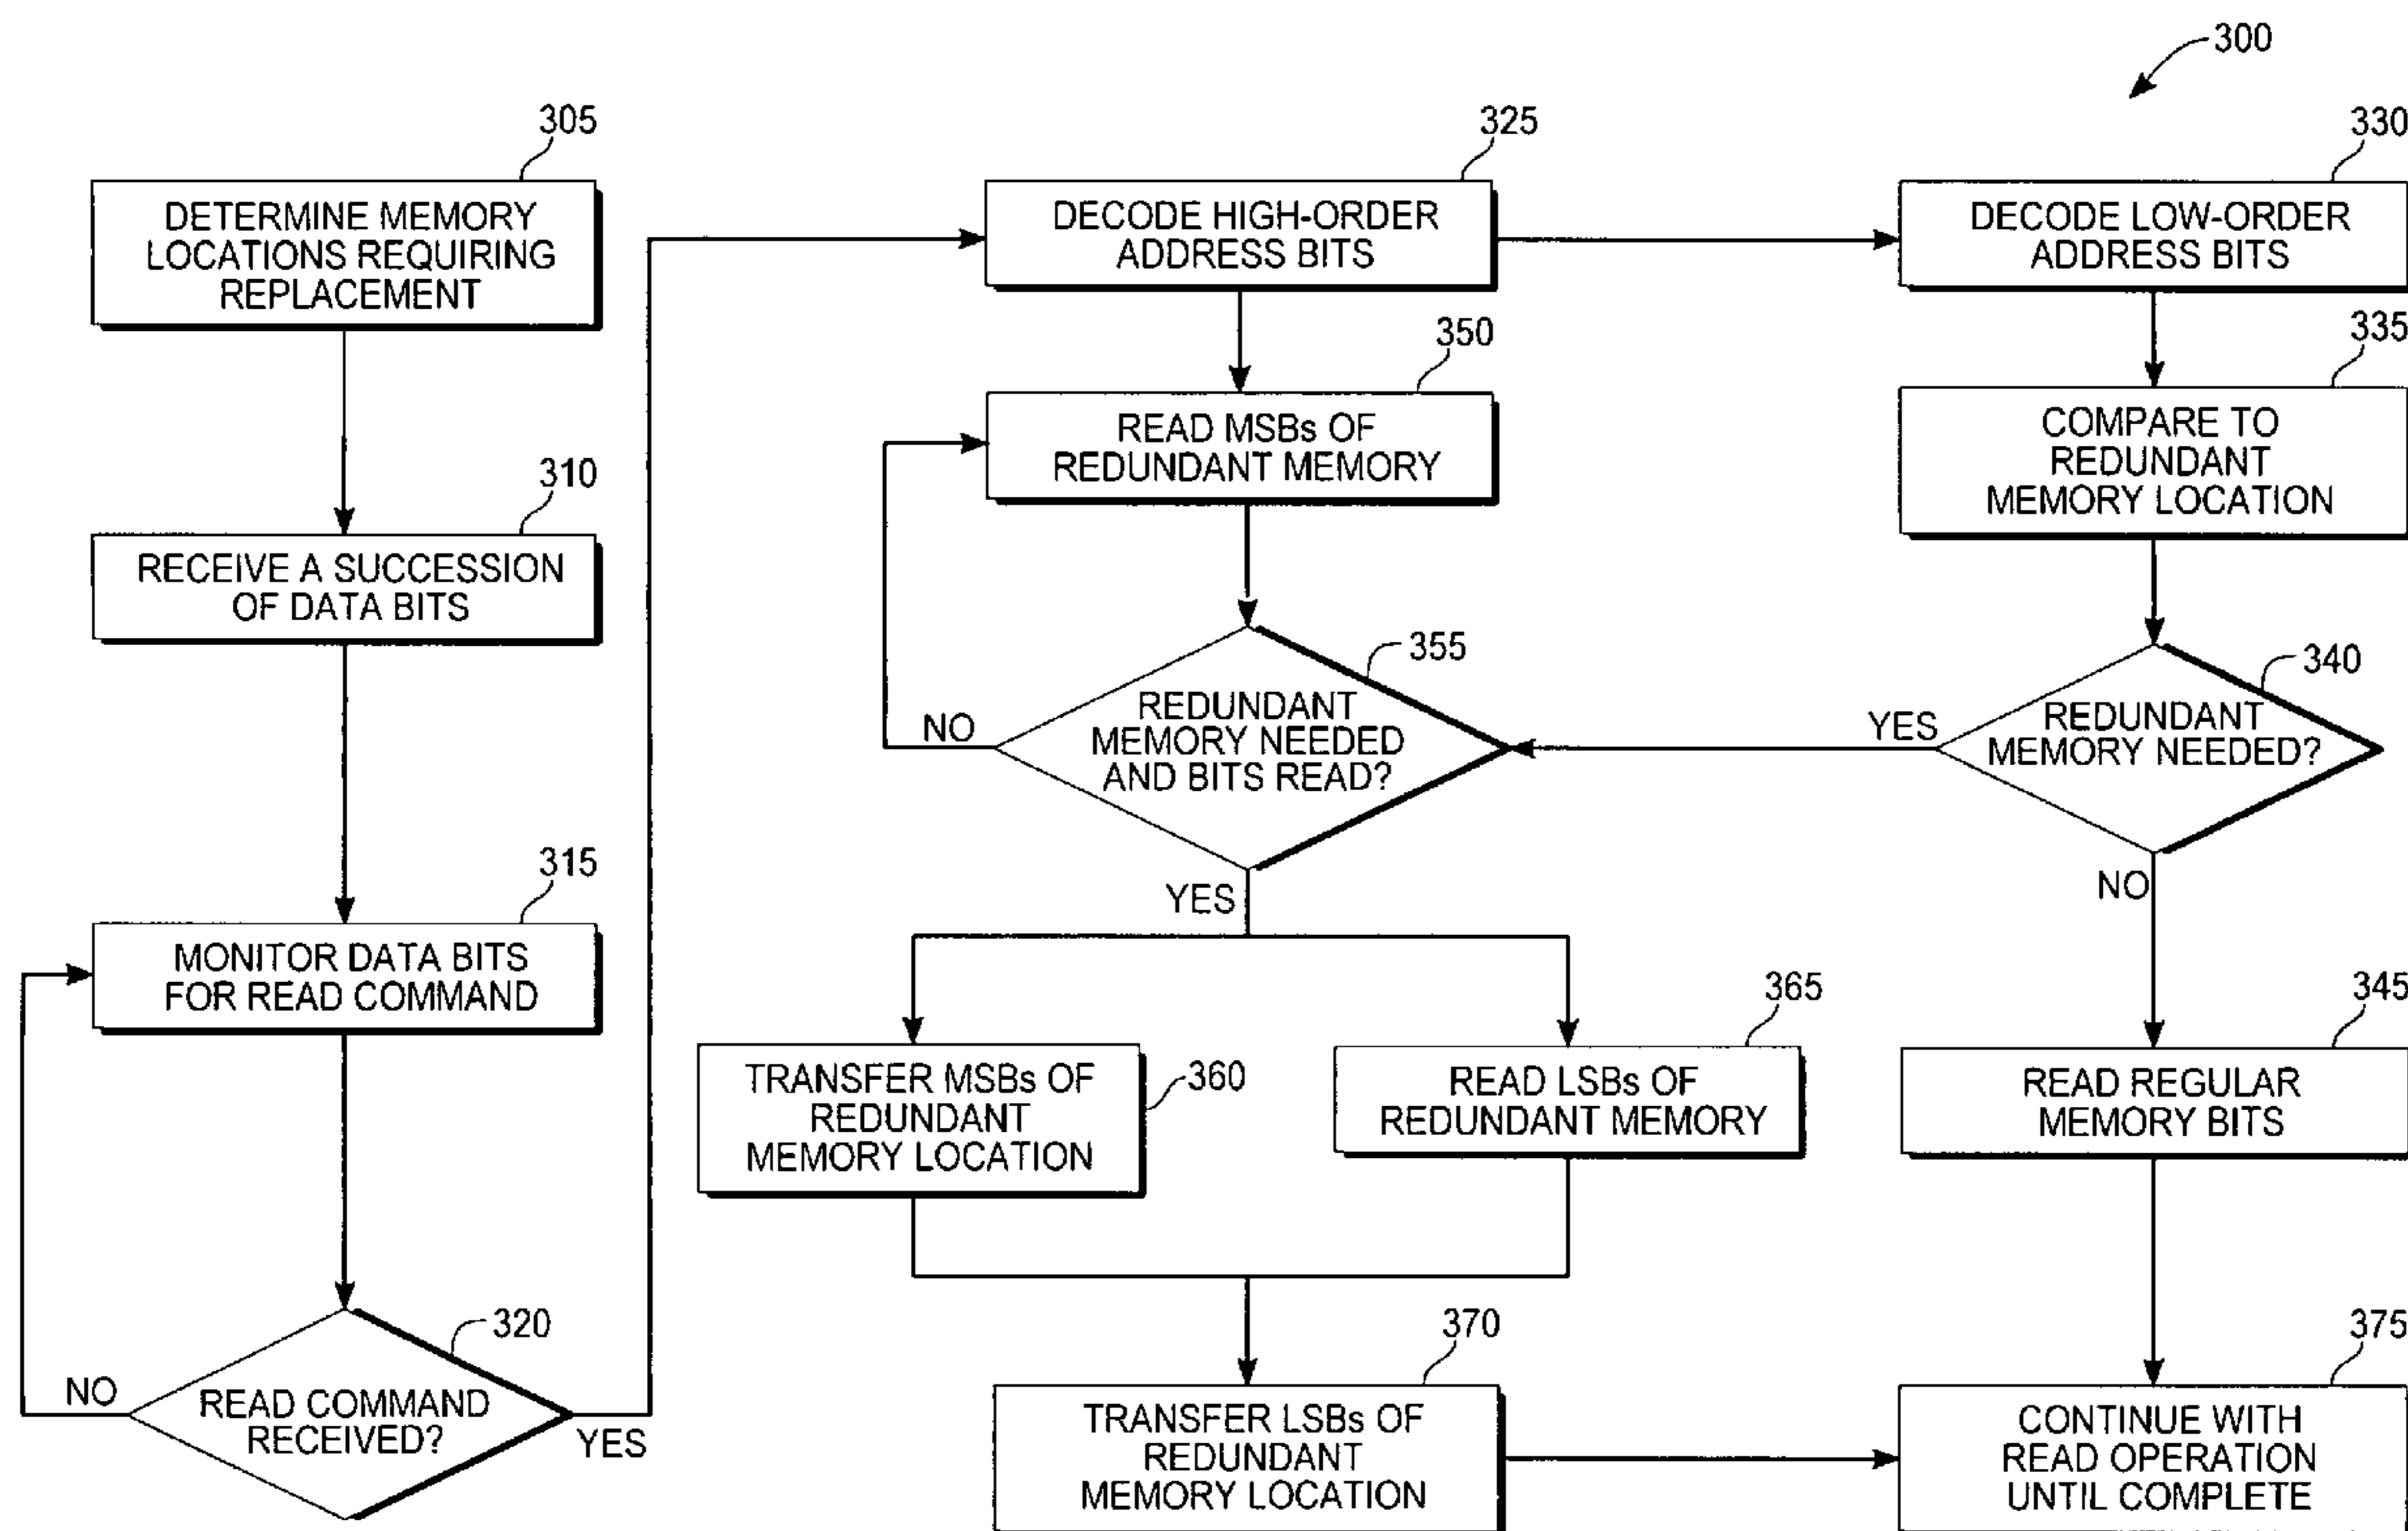 300
305
DETERMINE MEMORY
LOCATIONS REQUIRING
REPLACEMENT
310
RECEIVE A SUCCESSION
OF DATA BITS
315
MONITOR DATA BITS
FOR READ COMMAND
320
READ COMMAND
RECEIVED?
NO
YES
325
DECODE HIGH-ORDER
ADDRESS BITS
330
DECODE LOW-ORDER
ADDRESS BITS
335
COMPARE TO
REDUNDANT
MEMORY LOCATION
340
REDUNDANT
MEMORY NEEDED?
YES
NO
345
READ REGULAR
MEMORY BITS
350
READ MSBs OF
REDUNDANT MEMORY
355
REDUNDANT
MEMORY NEEDED
AND BITS READ?
NO
YES
360
TRANSFER MSBs OF
REDUNDANT
MEMORY LOCATION
365
READ LSBs OF
REDUNDANT MEMORY
370
TRANSFER LSBs OF
REDUNDANT
MEMORY LOCATION
375
CONTINUE WITH
READ OPERATION
UNTIL COMPLETE